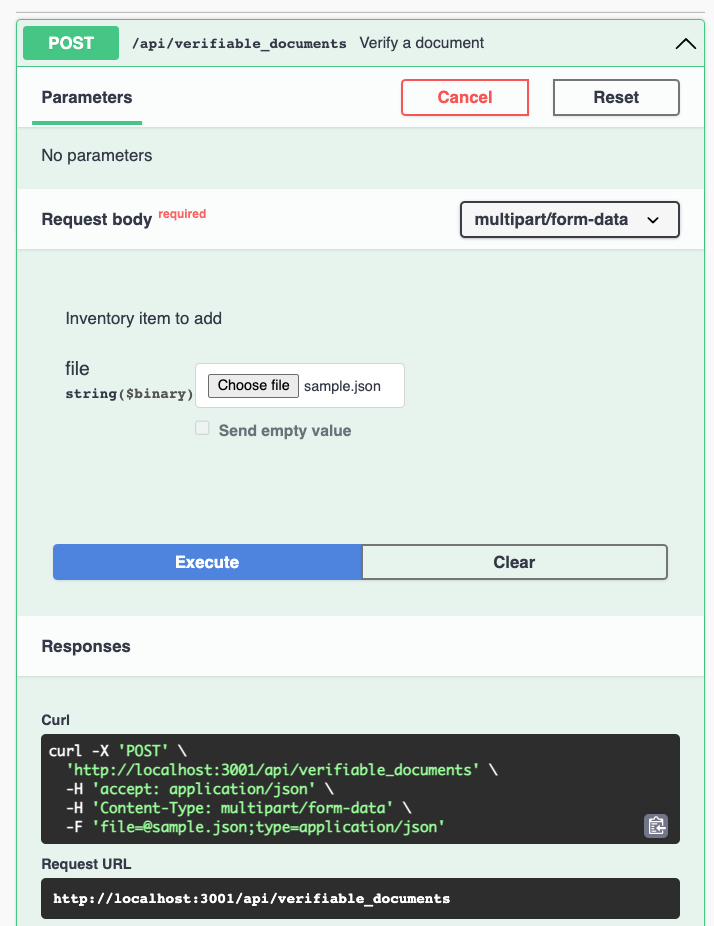 POST /api/verifiable_documents Verify a document
Parameters Cancel Reset
No parameters
Request body required multipart/form-data
Inventory item to add
file
string($binary) Choose file sample.json
Send empty value
Execute Clear
Responses
Curl
curl -X 'POST' \
'http://localhost:3001/api/verifiable_documents' \
-H 'accept: application/json' \
-H 'Content-Type: multipart/form-data' \
-F 'file=@sample.json;type=application/json'
Request URL
http://localhost:3001/api/verifiable_documents